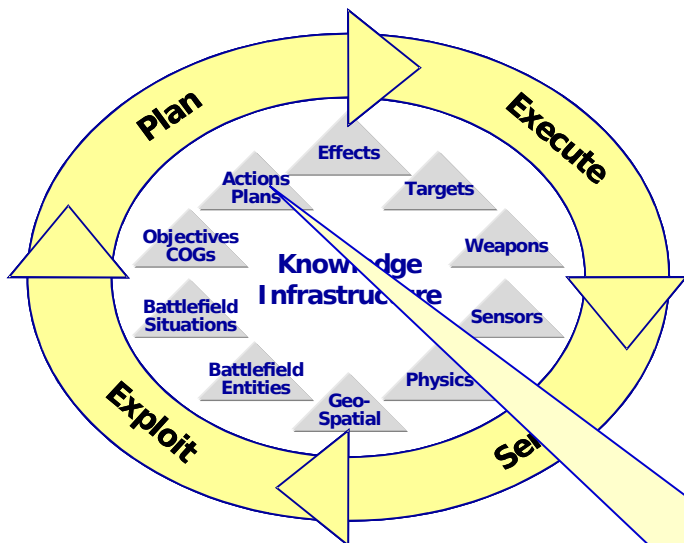 Plan
Execute
Effects
Actions
Plans
Targets
Objectives
COGs
Weapons
Knowledge
Infrastructure
Battlefield
Situations
Sensors
Battlefield
Entities
Physics
Geo-
Spatial
Exploit